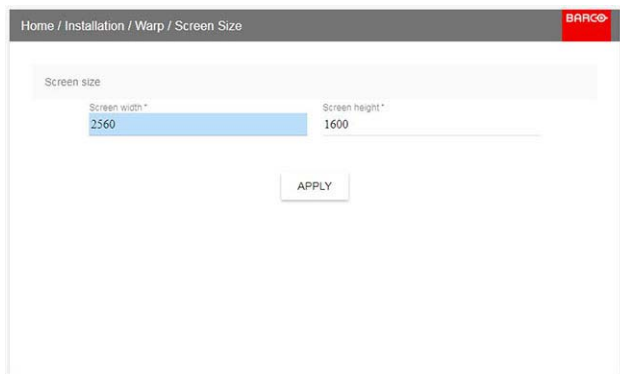 Home / Installation / Warp / Screen Size
BARCO
Screen size
Screen width *
Screen height *
2560
1600
APPLY